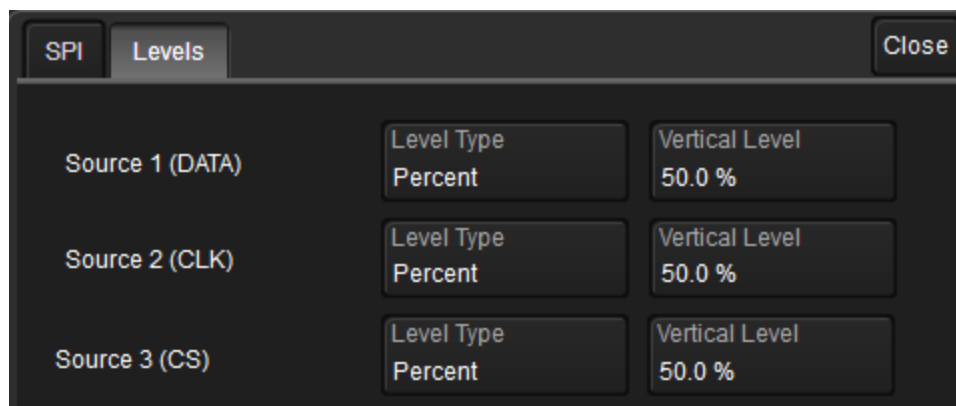 SPI Levels Close
Level Type Vertical Level
Source 1 (DATA) Percent 50.0 %
Level Type Vertical Level
Source 2 (CLK) Percent 50.0 %
Level Type Vertical Level
Source 3 (CS) Percent 50.0 %